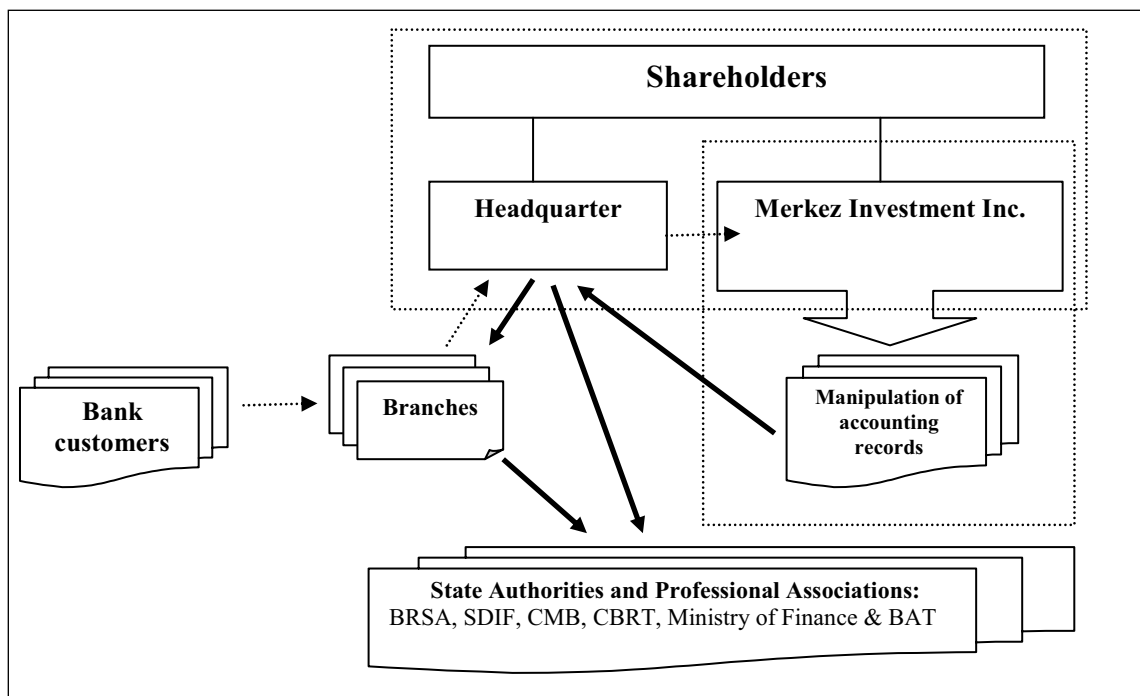 Shareholders
Headquarter
Merkez Investment Inc.
Bank
customers
Branches
Manipulation of
accounting
records
State Authorities and Professional Associations:
BRSA, SDIF, CMB, CBRT, Ministry of Finance & BAT